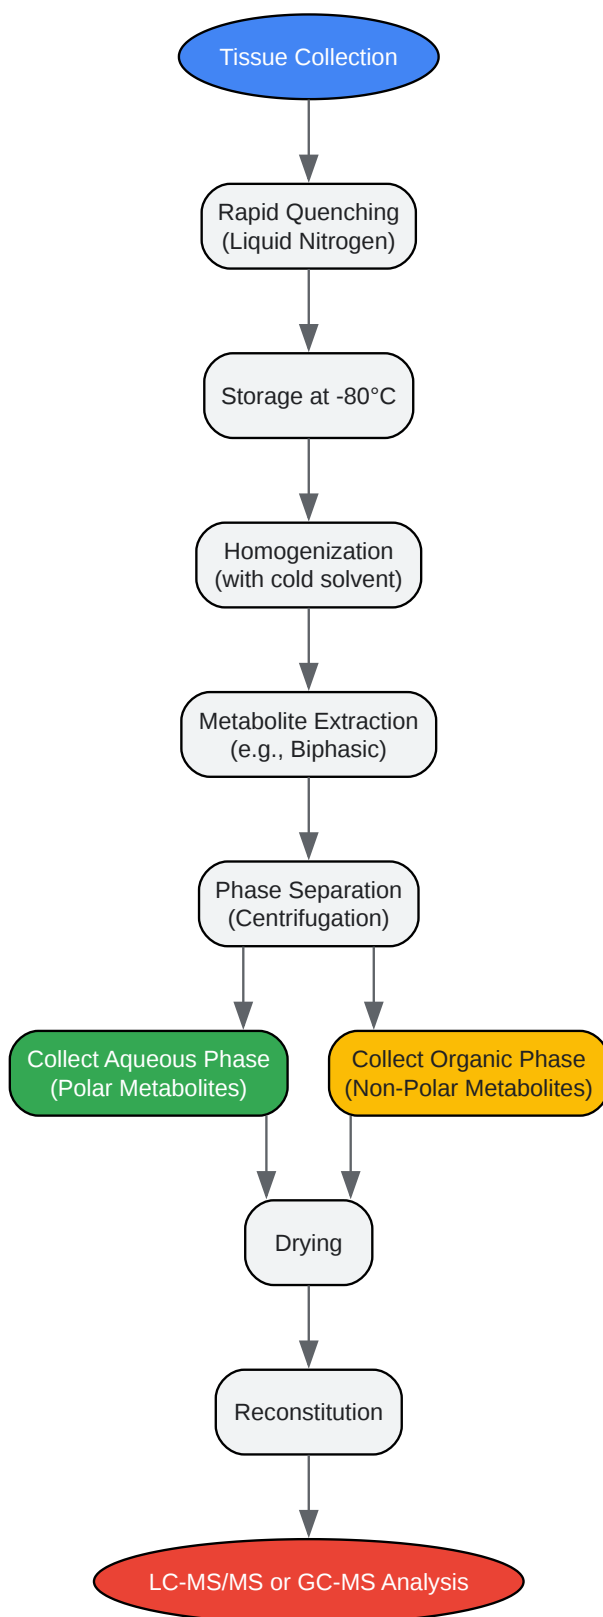 Tissue Collection
Rapid Quenching
(Liquid Nitrogen)
Storage at -80°C
Homogenization
(with cold solvent)
Metabolite Extraction
(e.g., Biphasic)
Phase Separation
(Centrifugation)
Collect Aqueous Phase
(Polar Metabolites)
Collect Organic Phase
(Non-Polar Metabolites)
Drying
Reconstitution
LC-MS/MS or GC-MS Analysis